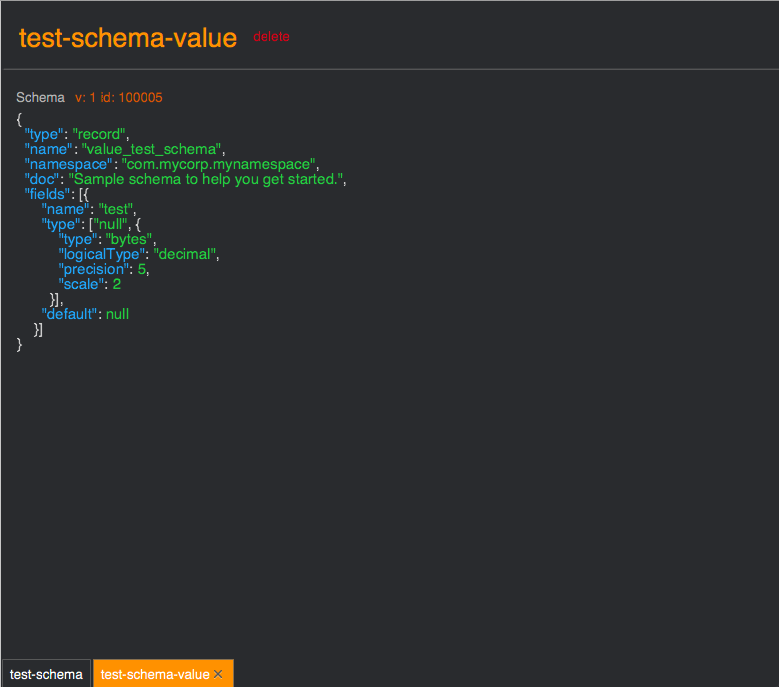 test-schema-value delete
Schema v: 1 id: 100005
{
"type": "record",
"name": "value_test_schema",
"namespace": "com.mycorp.mynamespace",
"doc": "Sample schema to help you get started.",
"fields": [{
"name": "test",
"type": ["null", {
"type": "bytes",
"logicalType": "decimal",
"precision": 5,
"scale": 2
}],
"default": null
}]
}
test-schema test-schema-value ×